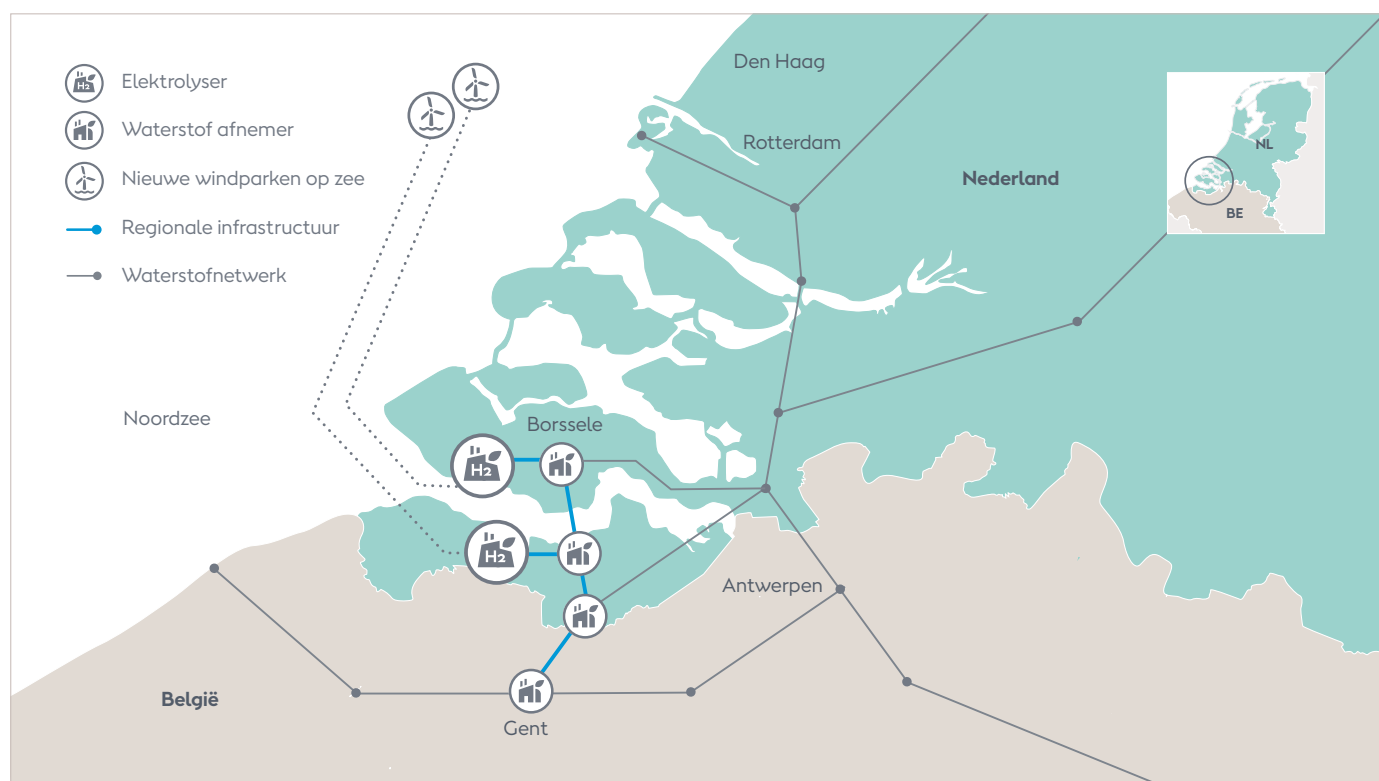 Elektrolyser
Waterstof afnemer
Nieuwe windparken op zee
Regionale infrastructuur
Waterstofnetwerk
Den Haag
Rotterdam
Nederland
NL
BE
Noordzee
Borssele
H2
H2
H2
Antwerpen
België
Gent